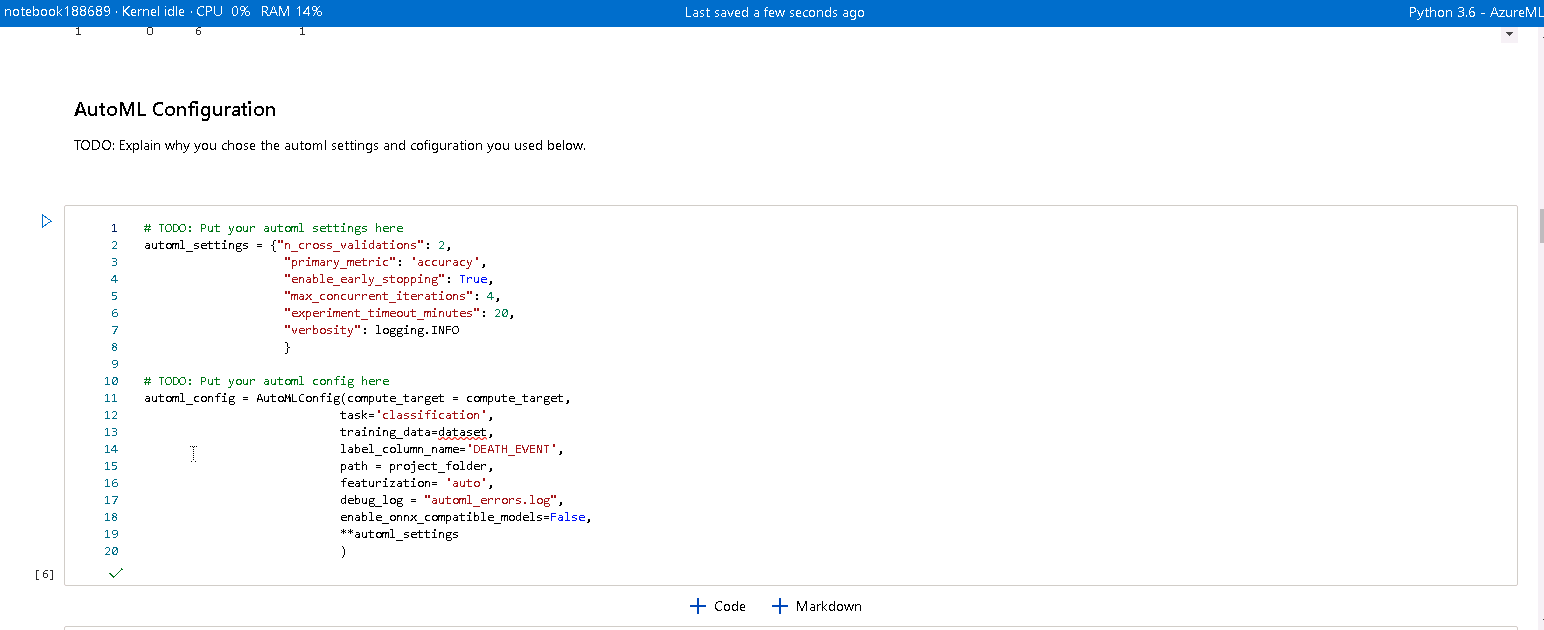 notebook188689 · Kernel idle · CPU 0% RAM 14%
Last saved a few seconds ago
Python 3.6 - AzureML
1 0 6 1
AutoML Configuration
TODO: Explain why you chose the automl settings and cofiguration you used below.
1 # TODO: Put your automl settings here
2 automl_settings = {"n_cross_validations": 2,
3 "primary_metric": 'accuracy',
4 "enable_early_stopping": True,
5 "max_concurrent_iterations": 4,
6 "experiment_timeout_minutes": 20,
7 "verbosity": logging.INFO
8 }
9
10 # TODO: Put your automl config here
11 automl_config = AutoMLConfig(compute_target = compute_target,
12 task='classification',
13 training_data=dataset,
14 label_column_name='DEATH_EVENT',
15 path = project_folder,
16 featurization= 'auto',
17 debug_log = "automl_errors.log",
18 enable_onnx_compatible_models=False,
19 **automl_settings
20 )
[6]
+ Code + Markdown